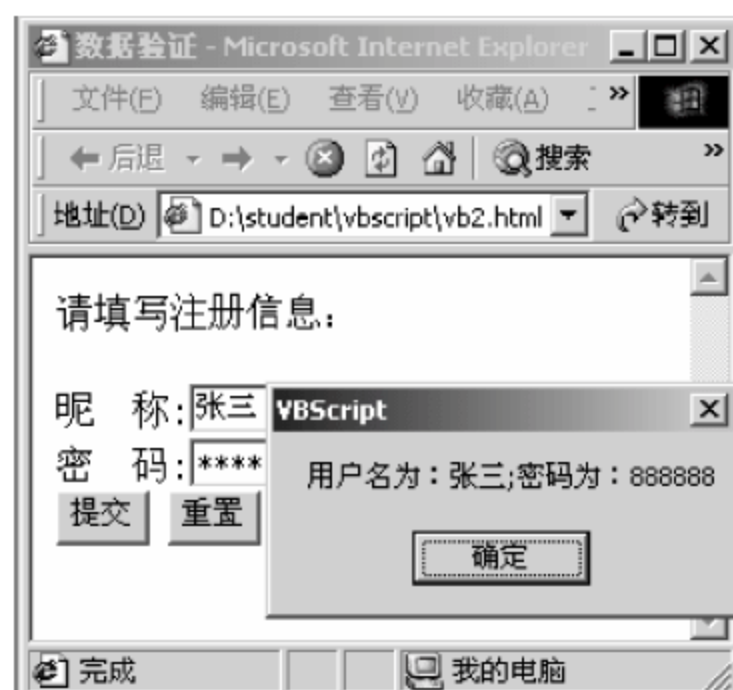 数据验证 - Microsoft Internet Explorer
文件(F) 编辑(E) 查看(V) 收藏(A) »
后退 搜索 »
地址(D) D:\student\vbscript\vb2.html 转到
请填写注册信息：
昵 称:张三
密 码:****
提交 重置
VBScript
用户名为：张三;密码为：888888
确定
完成 我的电脑